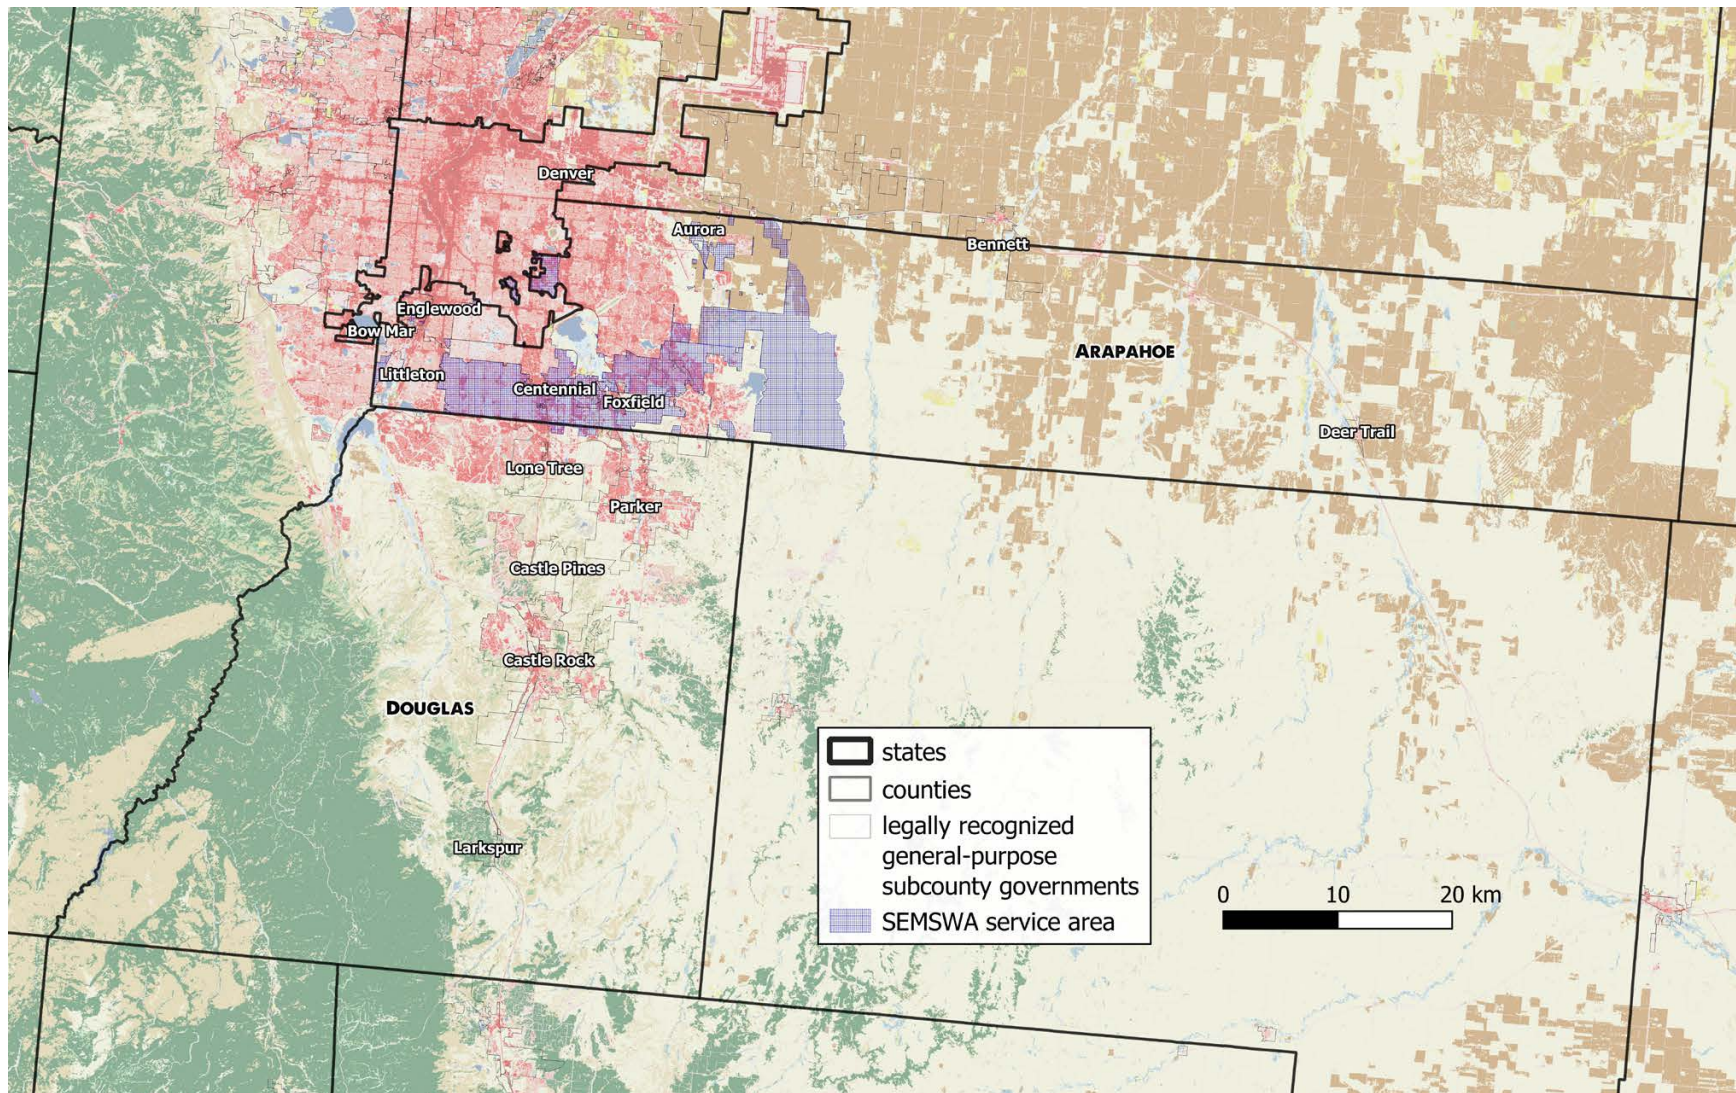 Denver
Aurora
Bennett
Englewood
Bow Mar
ARAPAHOE
Littleton
Centennial
Foxfield
Deer Trail
Lone Tree
Parker
Castle Pines
Castle Rock
DOUGLAS
Larkspur
states
counties
legally recognized
general-purpose
subcounty governments
SEMSWA service area
0 10 20 km